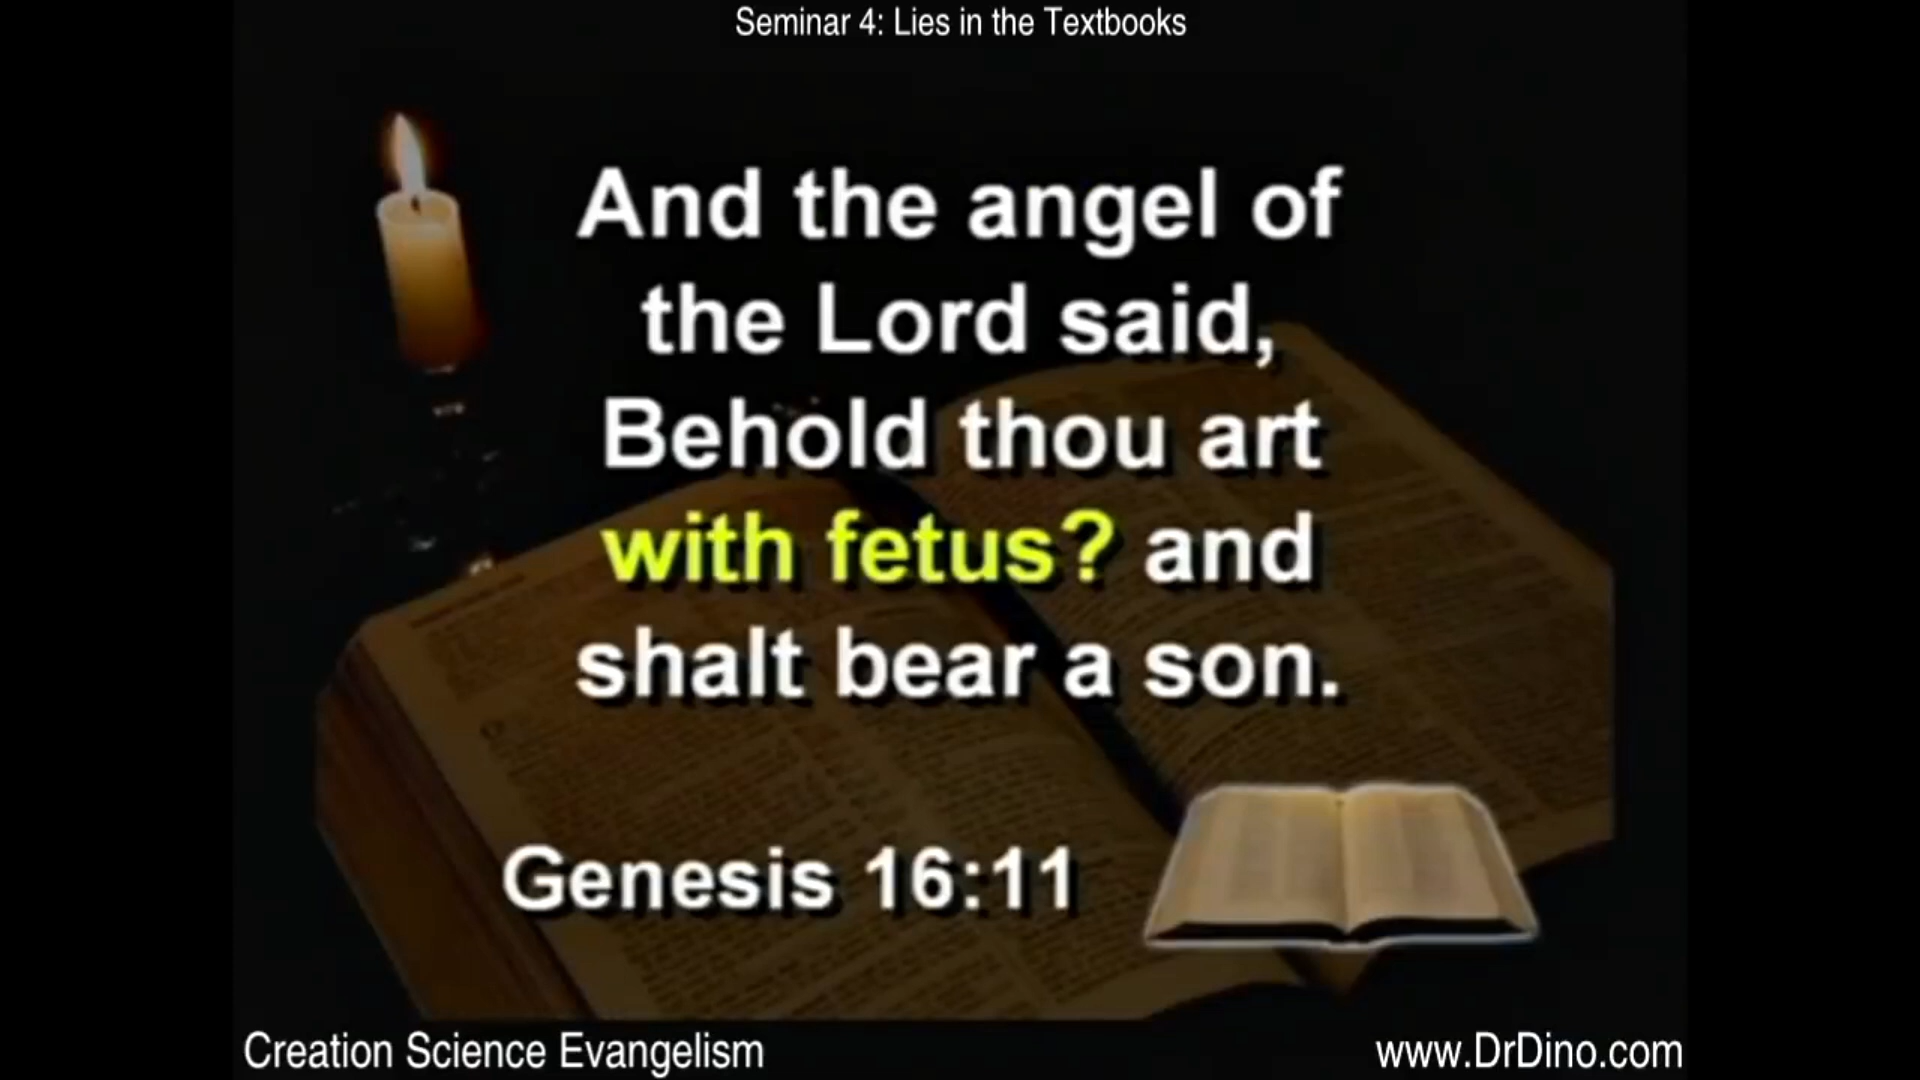 Seminar 4: Lies in the Textbooks
And the angel of
the Lord said,
Behold thou art
with fetus? and
shalt bear a son.
Genesis 16:11
Creation Science Evangelism
www.DrDino.com